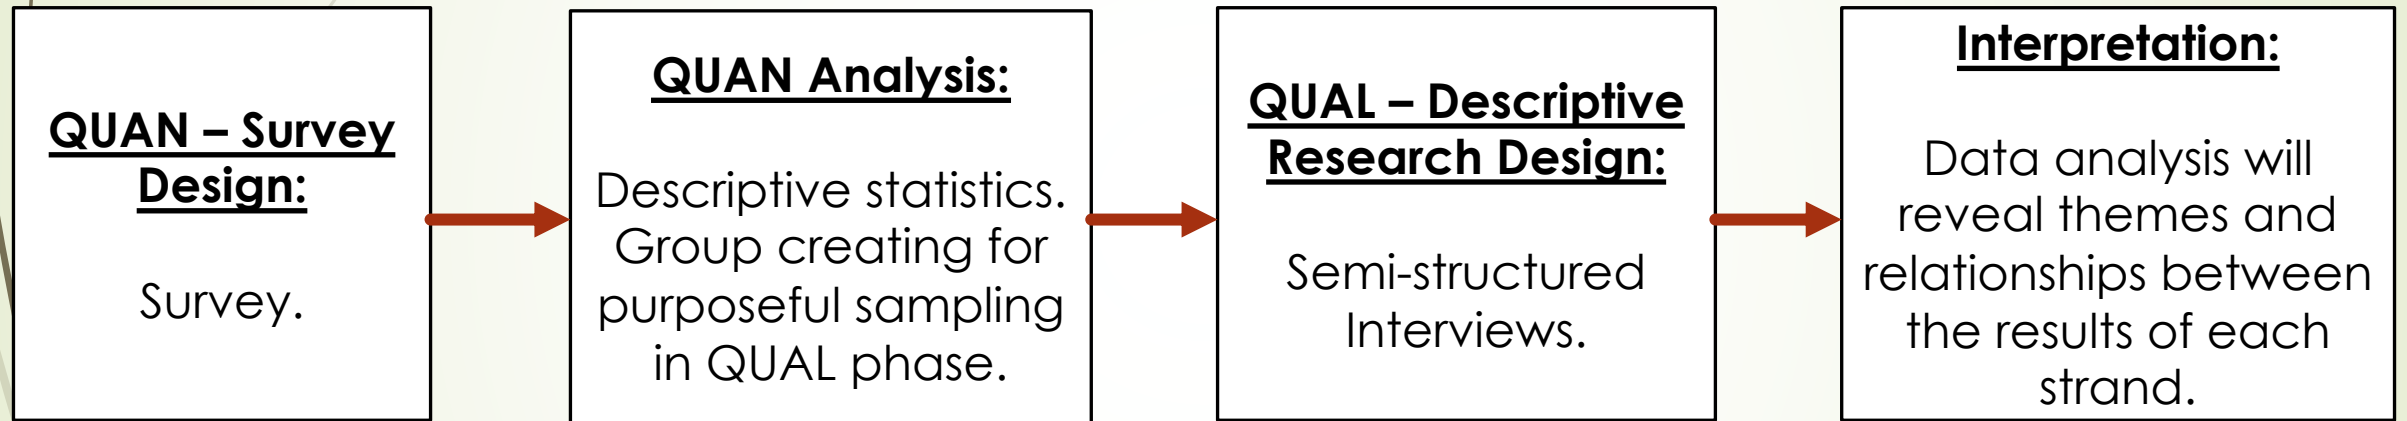 QUAN – Survey
Design:
Survey.
QUAN Analysis:
Descriptive statistics.
Group creating for
purposeful sampling
in QUAL phase.
QUAL – Descriptive
Research Design:
Semi-structured
Interviews.
Interpretation:
Data analysis will
reveal themes and
relationships between
the results of each
strand.